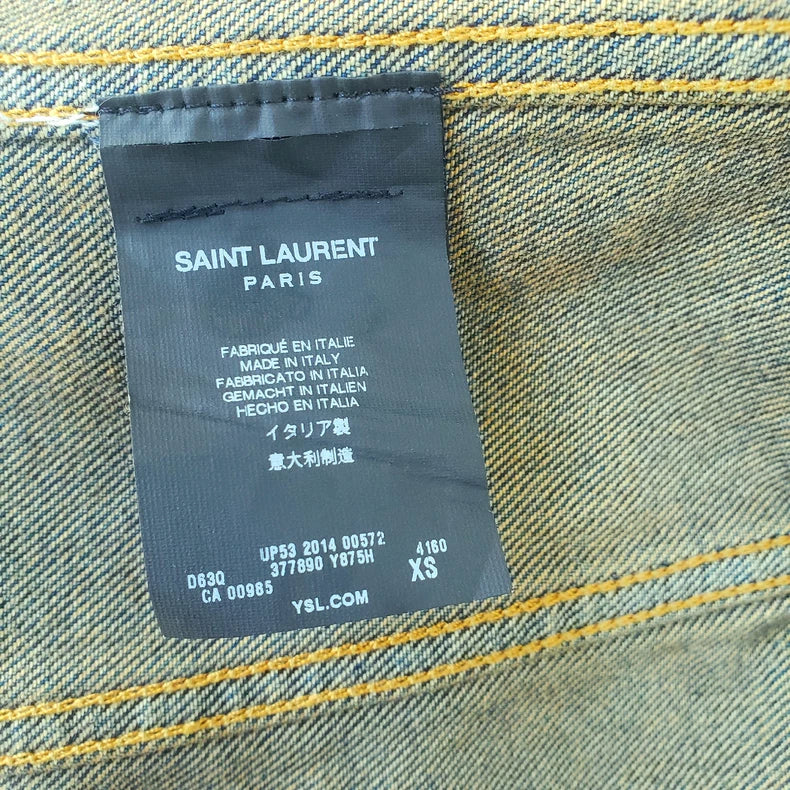 SAINT LAURENT
PARIS
FABRIQUÉ EN ITALIE
MADE IN ITALY
FABBRICATO IN ITALIA
GEMACHT IN ITALIEN
HECHO EN ITALIA
イタリア製
意大利制造
UP53 2014 00572
377890 Y875H
4160
XS
D63Q
CA 00985
YSL.COM